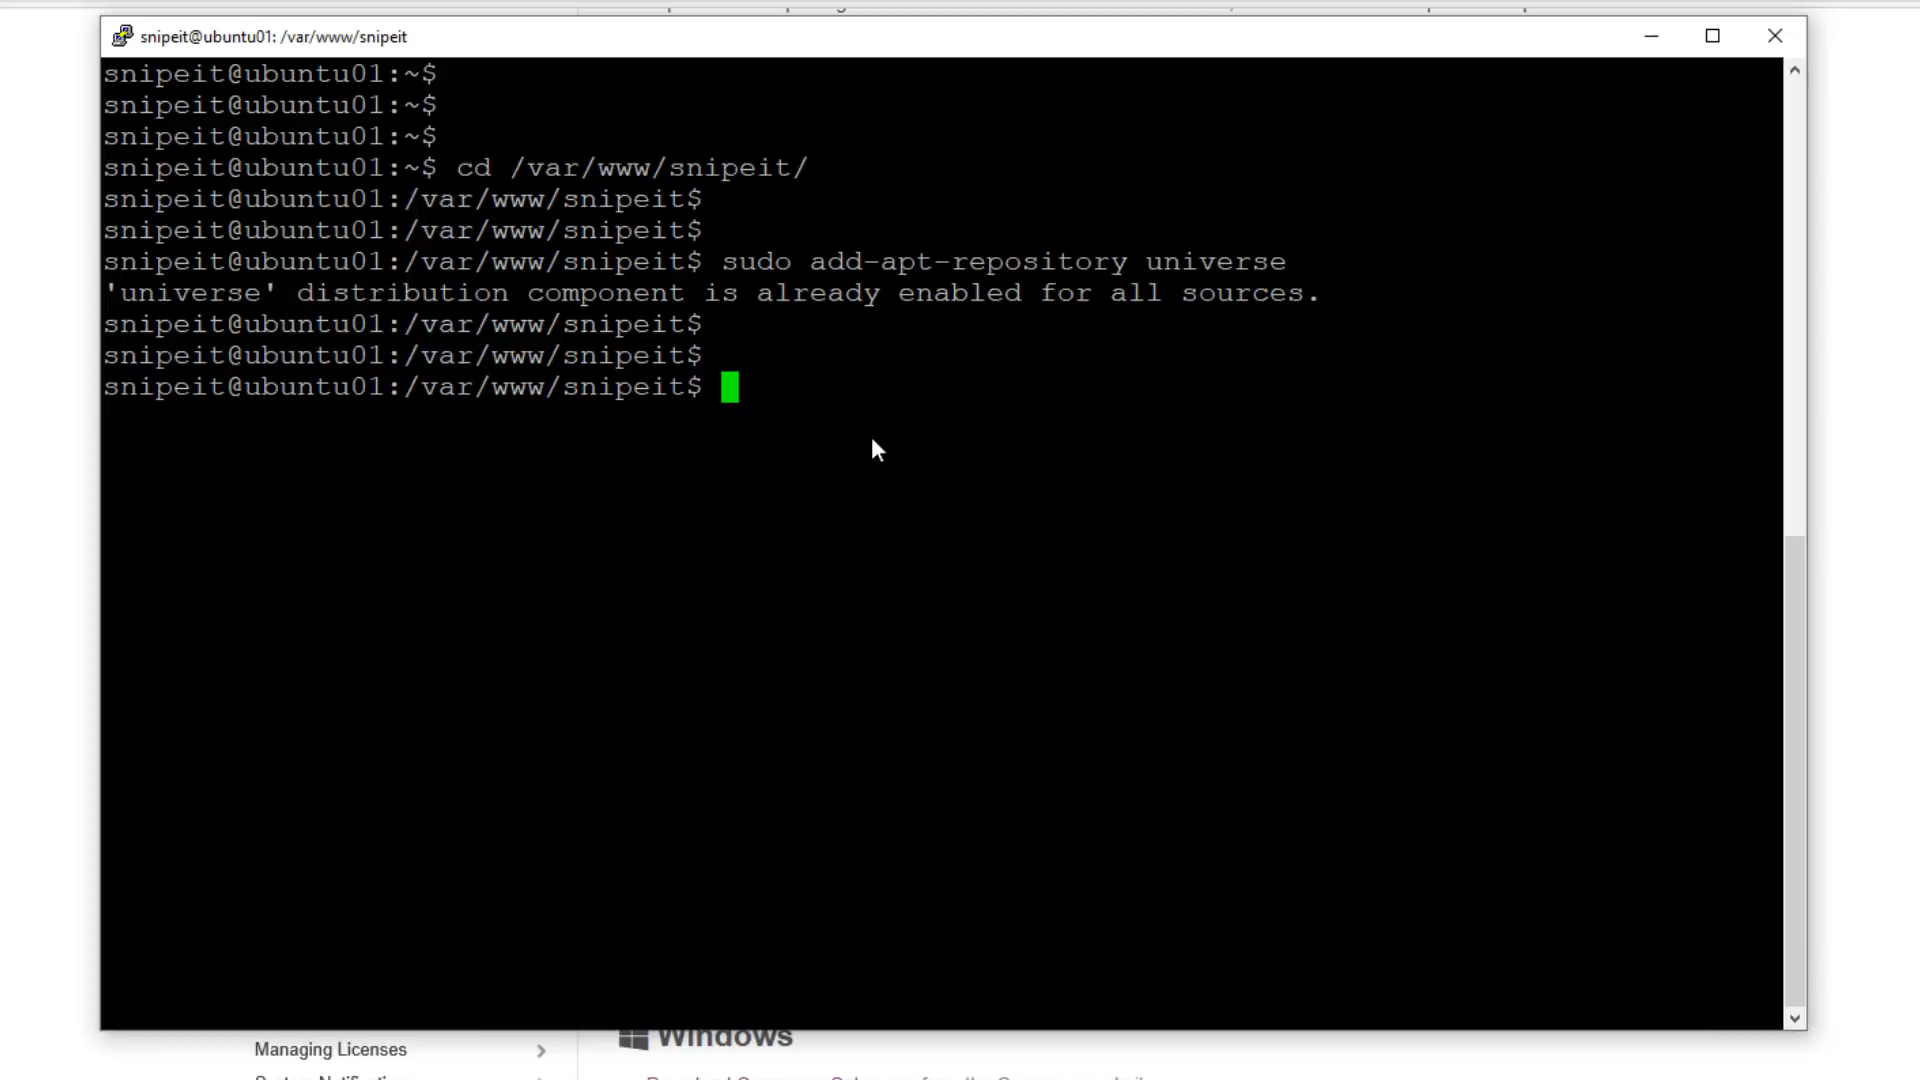 snipeit@ubuntu01: /var/www/snipeit
snipeit@ubuntu01:~$
snipeit@ubuntu01:~$
snipeit@ubuntu01:~$
snipeit@ubuntu01:~$ cd /var/www/snipeit/
snipeit@ubuntu01:/var/www/snipeit$
snipeit@ubuntu01:/var/www/snipeit$
snipeit@ubuntu01:/var/www/snipeit$ sudo add-apt-repository universe
'universe' distribution component is already enabled for all sources.
snipeit@ubuntu01:/var/www/snipeit$
snipeit@ubuntu01:/var/www/snipeit$
snipeit@ubuntu01:/var/www/snipeit$
Windows
Managing Licenses